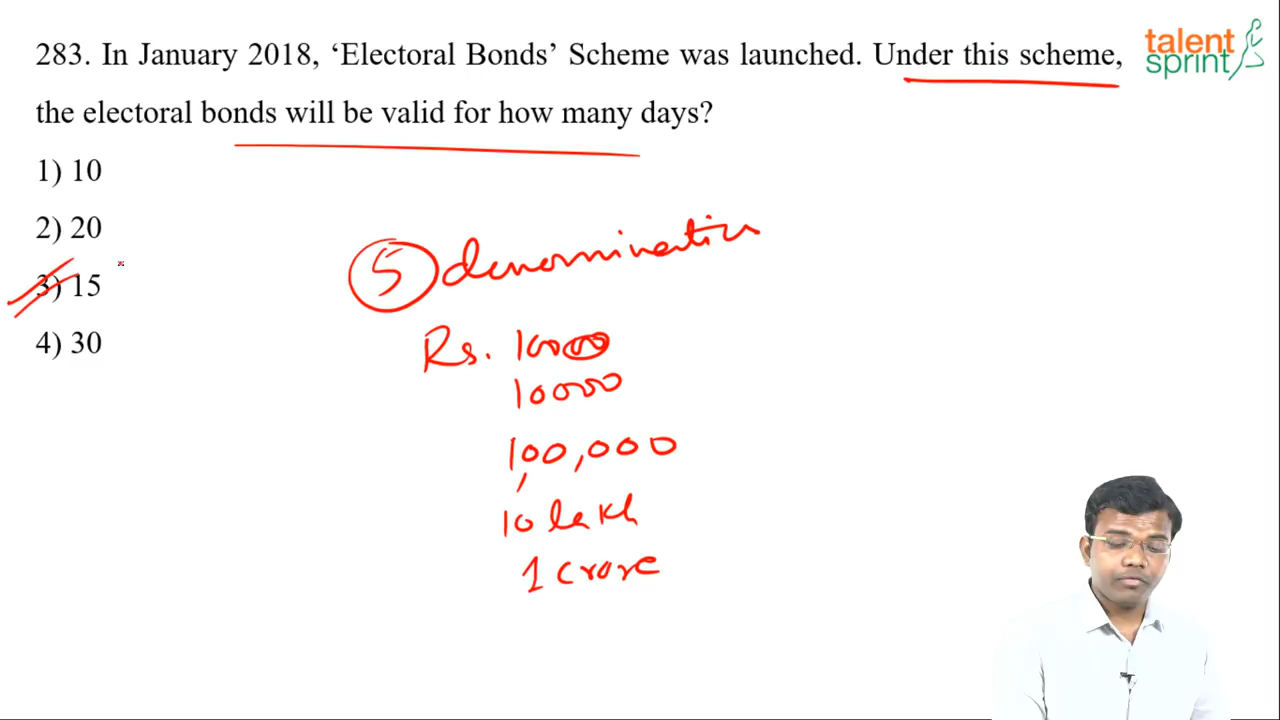 283. In January 2018, ‘Electoral Bonds’ Scheme was launched. Under this scheme,
the electoral bonds will be valid for how many days?
1) 10
2) 20
3) 15
4) 30
talent
sprint
5 denomination
Rs. 1000
10000
1,00,000
10 lakh
1 crore